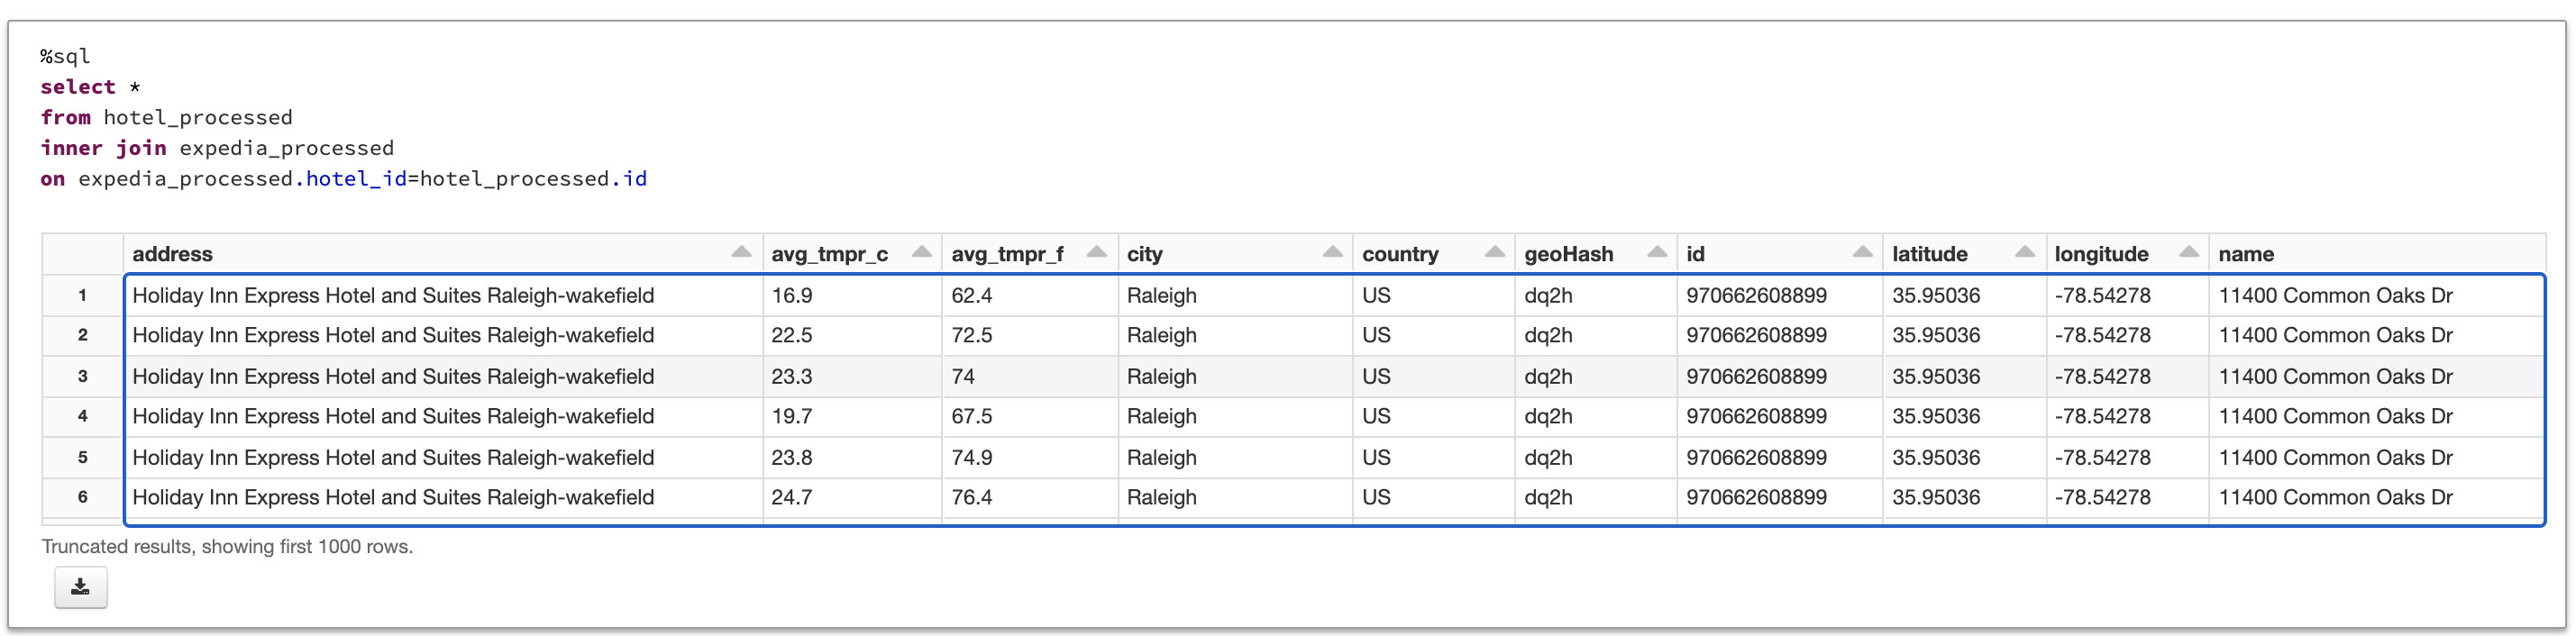 %sql
select *
from hotel_processed
inner join expedia_processed
on expedia_processed.hotel_id=hotel_processed.id
address avg_tmpr_c avg_tmpr_f city country geoHash id latitude longitude name
1 Holiday Inn Express Hotel and Suites Raleigh-wakefield 16.9 62.4 Raleigh US dq2h 970662608899 35.95036 -78.54278 11400 Common Oaks Dr
2 Holiday Inn Express Hotel and Suites Raleigh-wakefield 22.5 72.5 Raleigh US dq2h 970662608899 35.95036 -78.54278 11400 Common Oaks Dr
3 Holiday Inn Express Hotel and Suites Raleigh-wakefield 23.3 74 Raleigh US dq2h 970662608899 35.95036 -78.54278 11400 Common Oaks Dr
4 Holiday Inn Express Hotel and Suites Raleigh-wakefield 19.7 67.5 Raleigh US dq2h 970662608899 35.95036 -78.54278 11400 Common Oaks Dr
5 Holiday Inn Express Hotel and Suites Raleigh-wakefield 23.8 74.9 Raleigh US dq2h 970662608899 35.95036 -78.54278 11400 Common Oaks Dr
6 Holiday Inn Express Hotel and Suites Raleigh-wakefield 24.7 76.4 Raleigh US dq2h 970662608899 35.95036 -78.54278 11400 Common Oaks Dr
Truncated results, showing first 1000 rows.